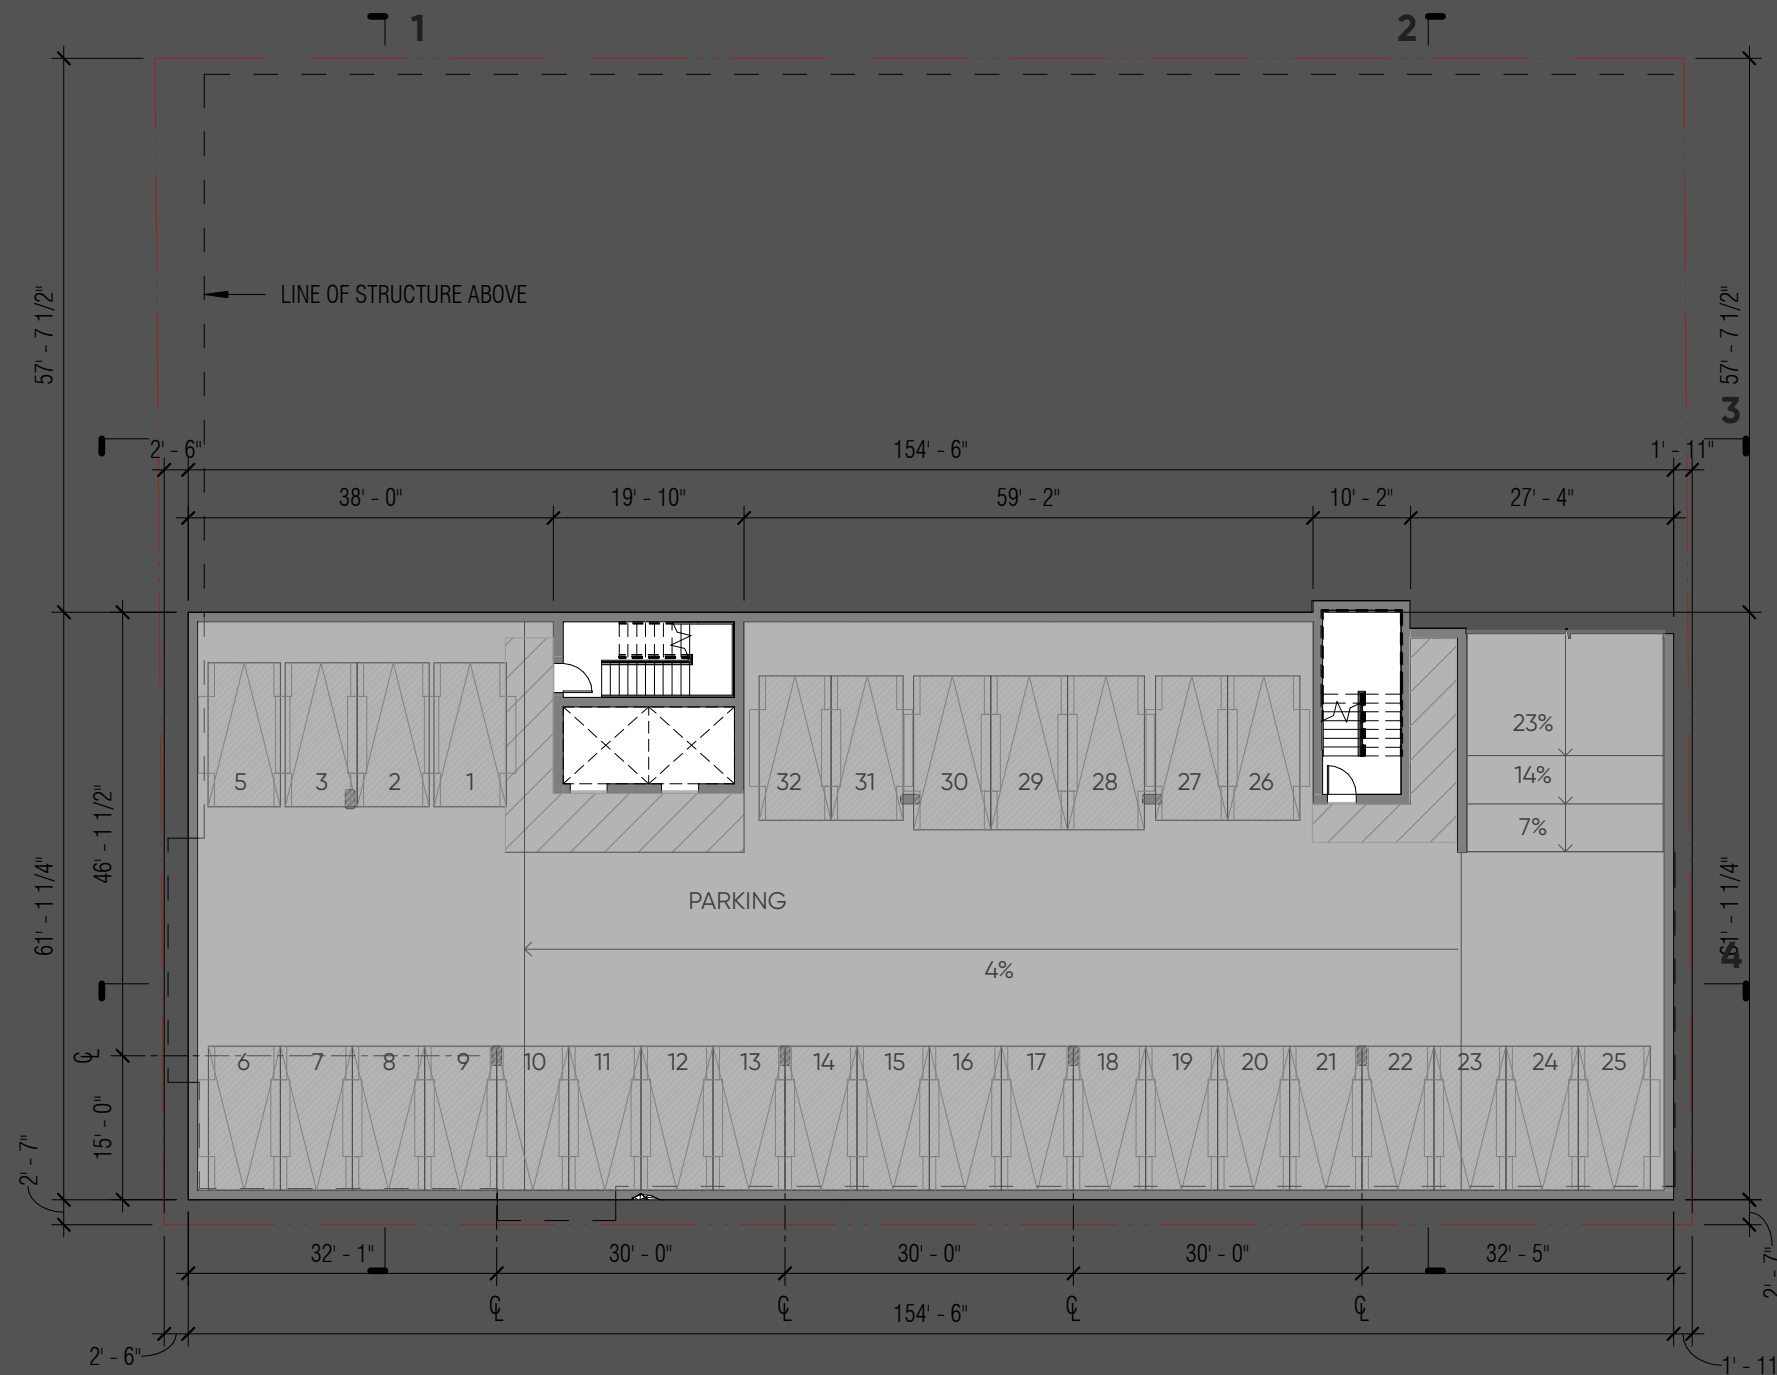 1
2
LINE OF STRUCTURE ABOVE
57' - 7 1/2"
57' - 7 1/2"
3
2' - 6"
154' - 6"
1' - 11"
38' - 0"
19' - 10"
59' - 2"
10' - 2"
27' - 4"
23%
5
3
2
1
32
31
30
29
28
27
26
14%
7%
46' - 1 1/2"
61' - 1 1/4"
PARKING
61' - 1 1/4"
4
4%
6
7
8
9
10
11
12
13
14
15
16
17
18
19
20
21
22
23
24
25
℄
15' - 0"
2' - 7"
32' - 1"
30' - 0"
30' - 0"
30' - 0"
32' - 5"
2' - 7"
℄
℄
℄
℄
154' - 6"
2' - 6"
1' - 11